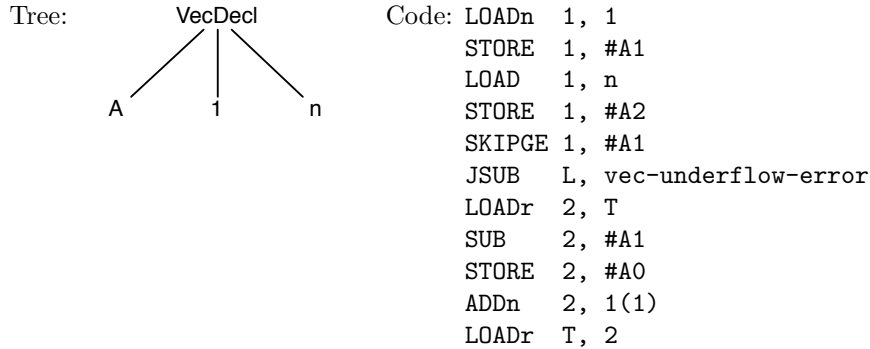 Tree: VecDecl Code: LOADn 1, 1
STORE 1, #A1
LOAD 1, n
A 1 n STORE 1, #A2
SKIPGE 1, #A1
JSUB L, vec-underflow-error
LOADr 2, T
SUB 2, #A1
STORE 2, #A0
ADDn 2, 1(1)
LOADr T, 2